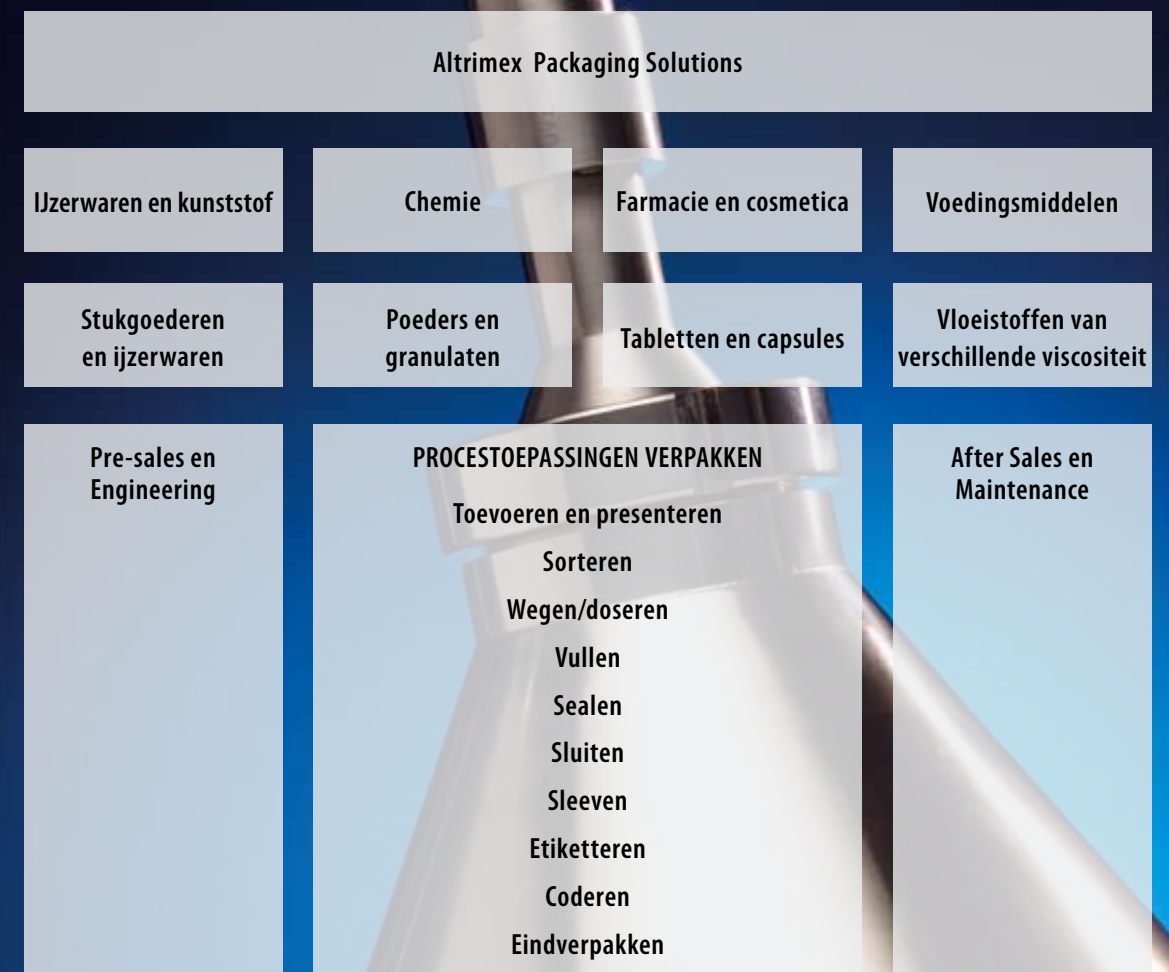 Altrimex Packaging Solutions
IJzerwaren en kunststof
Chemie
Farmacie en cosmetica
Voedingsmiddelen
Stukgoederen
en ijzerwaren
Poeders en
granulaten
Tabletten en capsules
Vloeistoffen van
verschillende viscositeit
Pre-sales en
Engineering
PROCESTOEPASSINGEN VERPAKKEN
Toevoeren en presenteren
Sorteren
Wegen/doseren
Vullen
Sealen
Sluiten
Sleeven
Etiketteren
Coderen
Eindverpakken
After Sales en
Maintenance